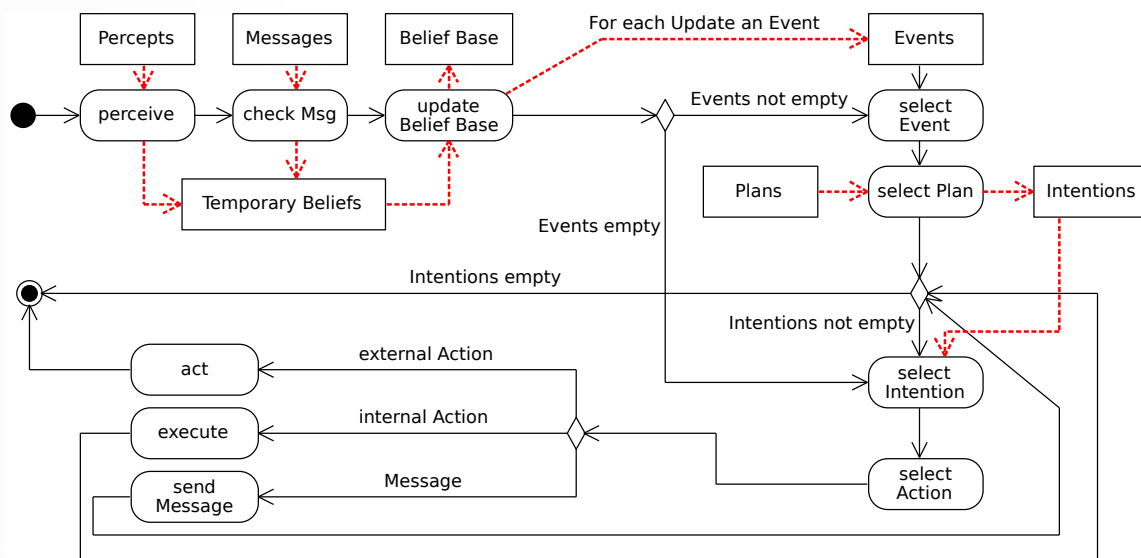 For each Update an Event
Percepts
Messages
Belief Base
Events
perceive
check Msg
update
Belief Base
Events not empty
select
Event
Temporary Beliefs
Plans
select Plan
Intentions
Events empty
Intentions empty
Intentions not empty
external Action
act
select
Intention
internal Action
execute
Message
send
Message
select
Action